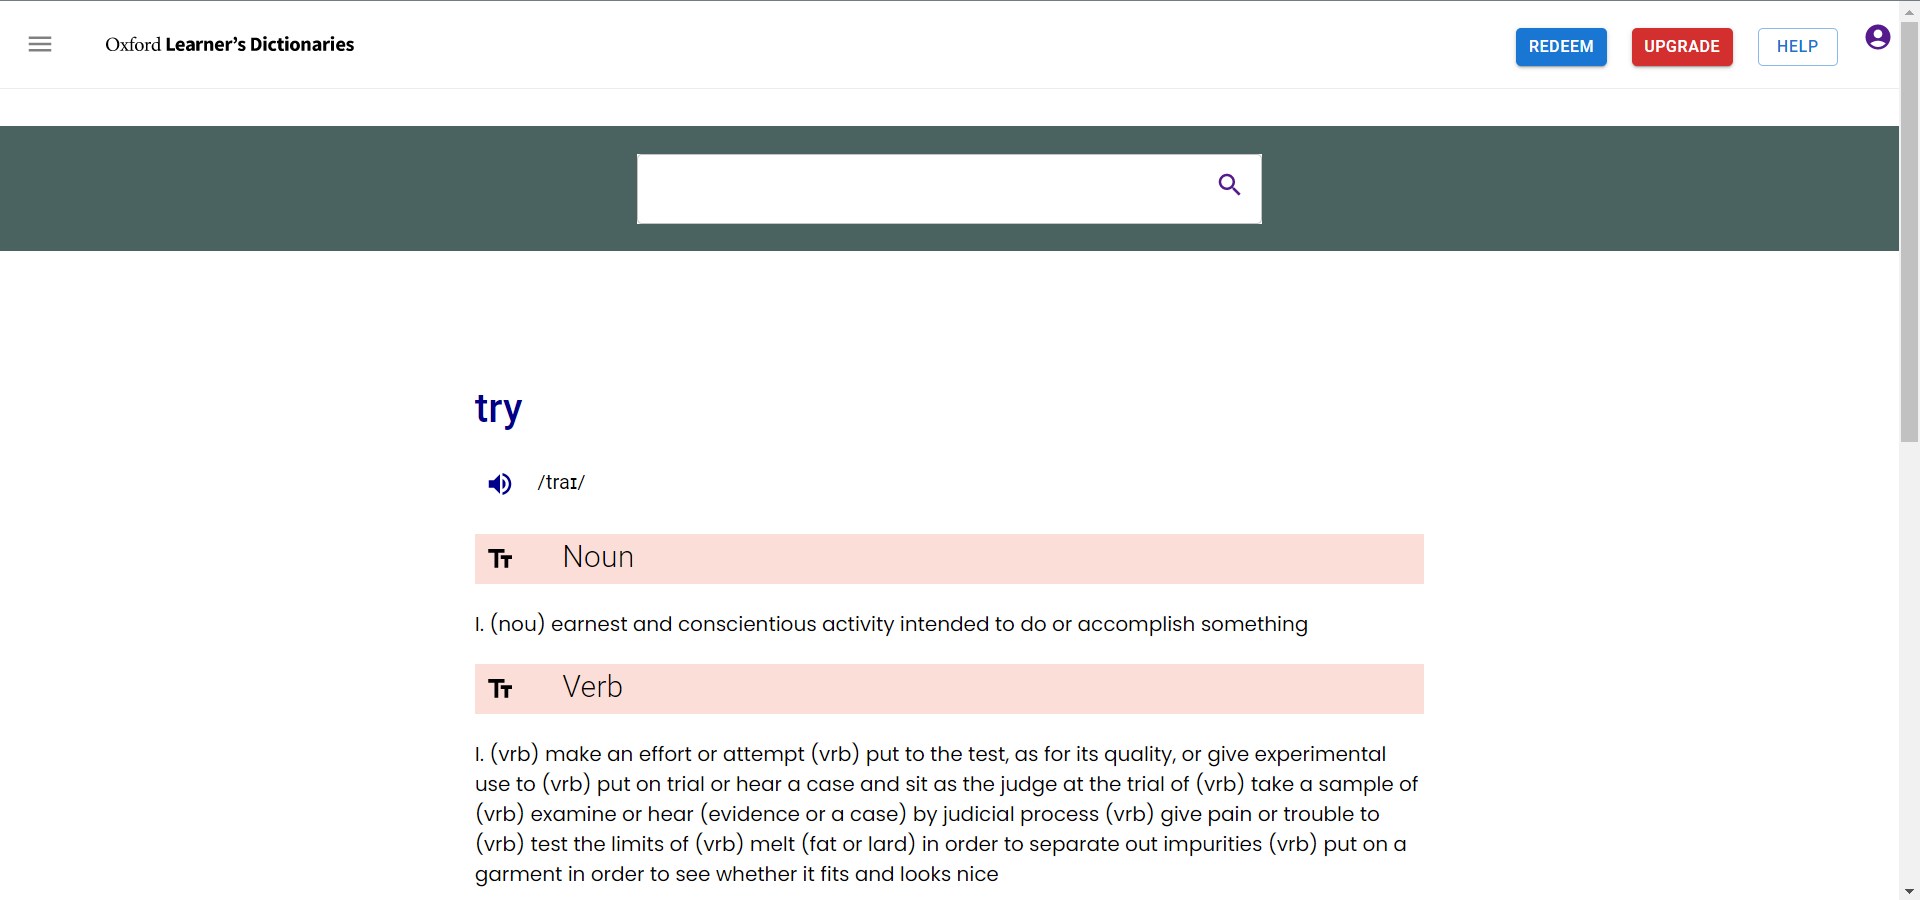 Oxford Learner's Dictionaries
REDEEM
UPGRADE
HELP
try
/traɪ/
Noun
I. (nou) earnest and conscientious activity intended to do or accomplish something
Verb
I. (vrb) make an effort or attempt (vrb) put to the test, as for its quality, or give experimental
use to (vrb) put on trial or hear a case and sit as the judge at the trial of (vrb) take a sample of
(vrb) examine or hear (evidence or a case) by judicial process (vrb) give pain or trouble to
(vrb) test the limits of (vrb) melt (fat or lard) in order to separate out impurities (vrb) put on a
garment in order to see whether it fits and looks nice